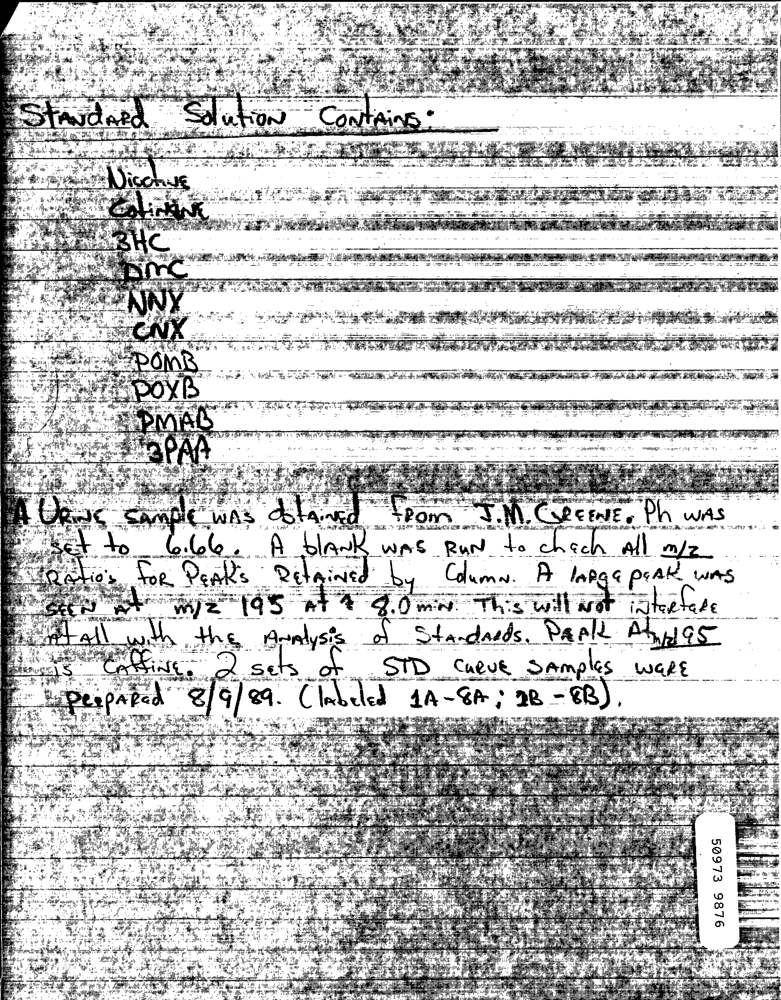 Standard Solution Contains:
Nicotine
Cotinine
3HC
DMC
NNX
CNX
POMB
POXB
PMAB
3PAA
A Urine sample was obtained from J.M. Greene. Ph was
set to 6.66. A blank was run to check all m/z
Ratio's for Peak's Retained by Column. A large peak was
seen at m/z 195 at 8.0 min. This will not interfere
at all with the Analysis of Standards. Peak At m/z 195
is Caffine. 2 sets of STD Curve samples were
prepared 8/9/89. (labeled 1A-8A; 1B-8B).
50973 9876